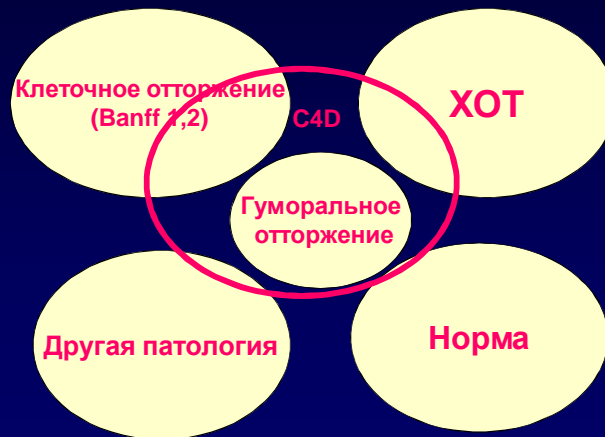 Клеточное отторжение
(Banff 1,2)
C4D
ХОТ
Гуморальное
отторжение
Другая патология
Норма